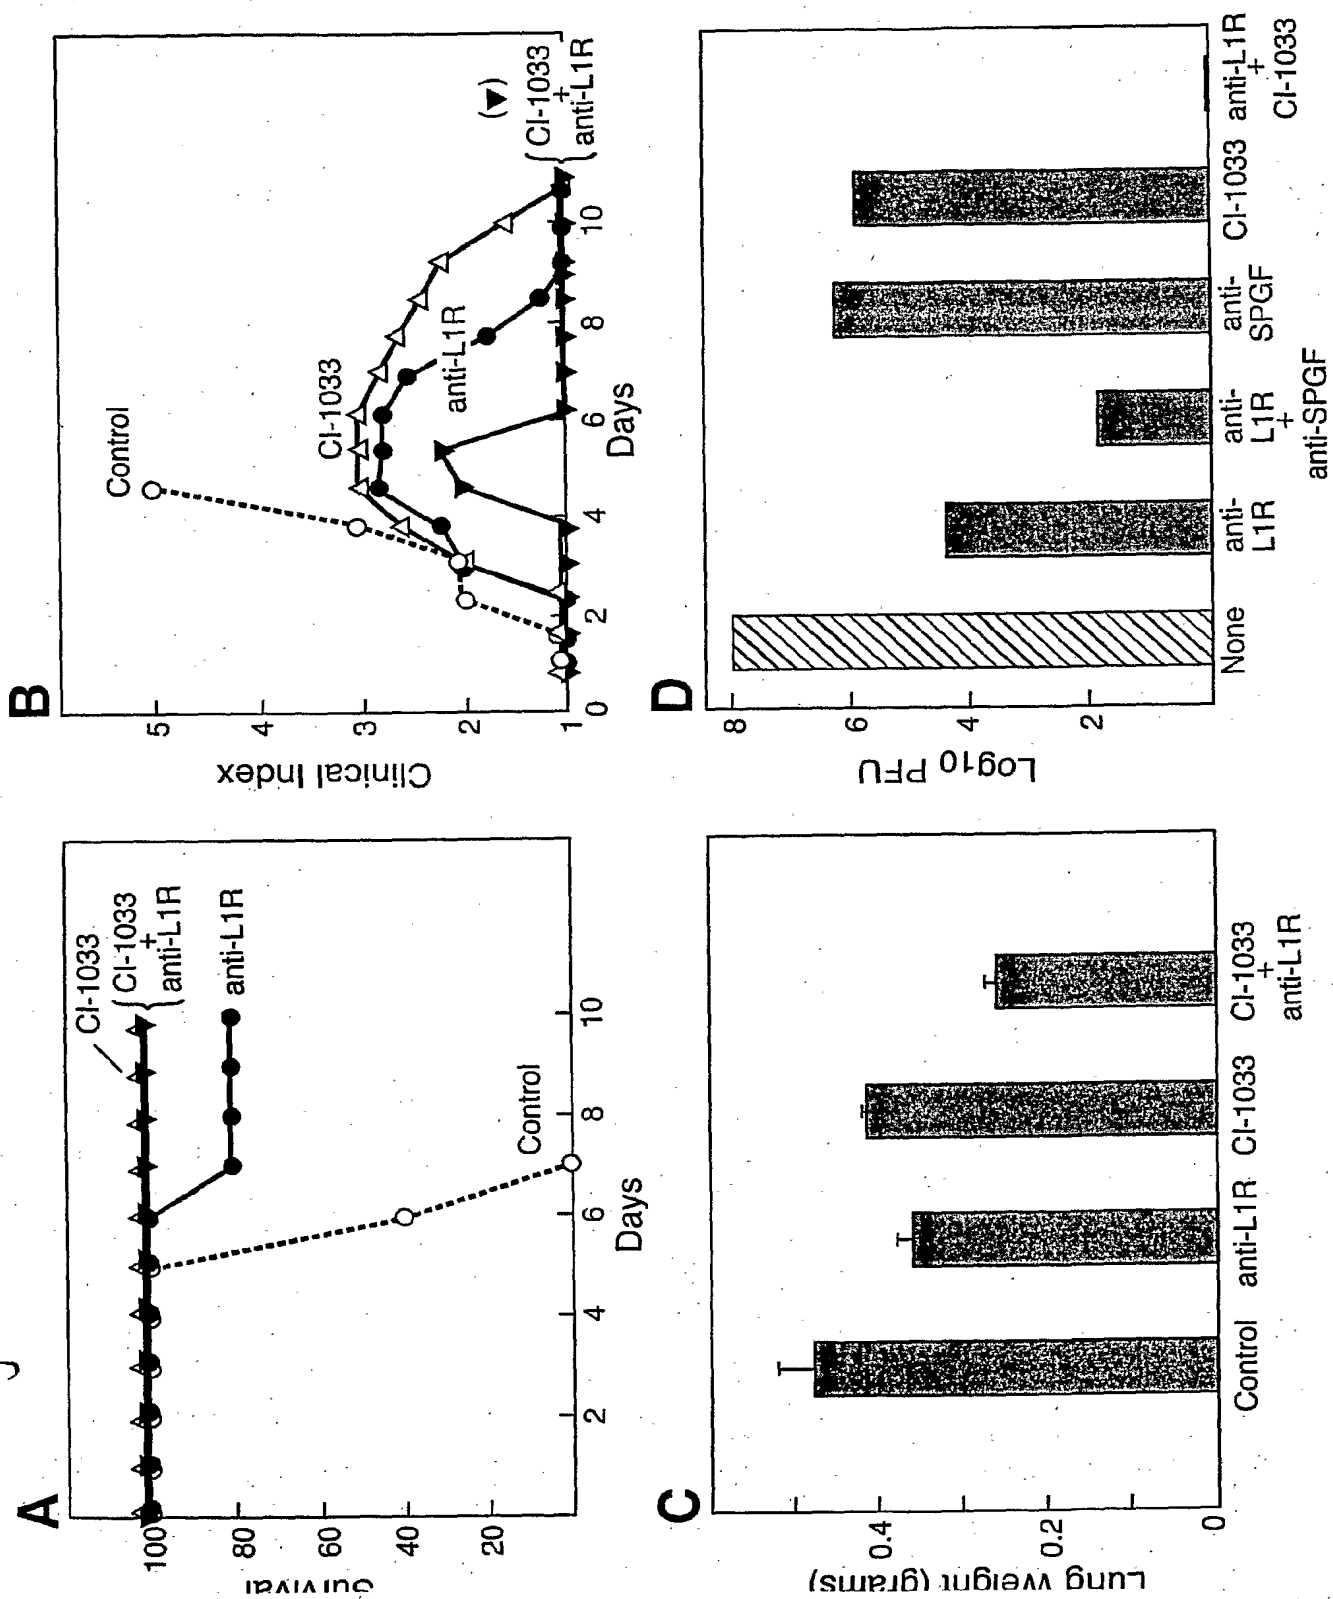 A
100
80
60
40
20
Survival
2
4
6
8
10
Days
CI-1033
CI-1033
+
anti-L1R
anti-L1R
Control
B
5
4
3
2
1
Clinical Index
0
2
4
6
8
10
Days
Control
CI-1033
anti-L1R
(▼)
CI-1033
+
anti-L1R
C
0.4
0.2
0
Lung Weight (grams)
Control
anti-L1R
CI-1033
CI-1033
+
anti-L1R
D
8
6
4
2
Log10 PFU
None
anti-
L1R
anti-
L1R
+
anti-SPGF
anti-
SPGF
CI-1033
anti-L1R
+
CI-1033